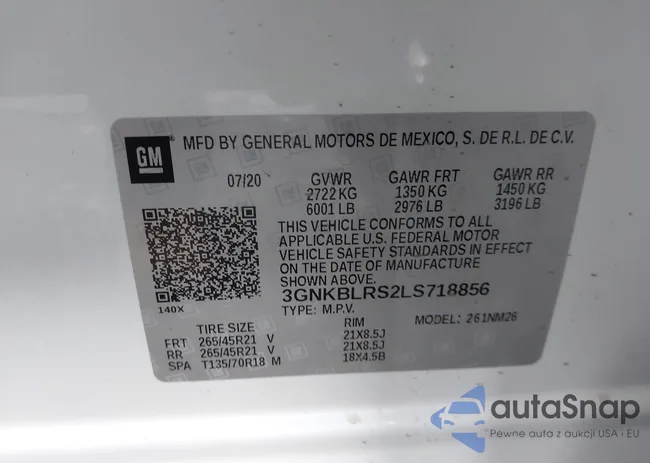 GM
MFD BY GENERAL MOTORS DE MEXICO, S. DE R.L. DE C.V.
07/20 GVWR GAWR FRT GAWR RR
2722 KG 1350 KG 1450 KG
6001 LB 2976 LB 3196 LB
THIS VEHICLE CONFORMS TO ALL
APPLICABLE U.S. FEDERAL MOTOR
VEHICLE SAFETY STANDARDS IN EFFECT
ON THE DATE OF MANUFACTURE
SHOWN ABOVE.
3GNKBLRS2LS718856
140X
TYPE: M.P.V. MODEL: 261NM26
TIRE SIZE RIM
FRT 265/45R21 V 21X8.5J
RR 265/45R21 V 21X8.5J
SPA T135/70R18 M 18X4.5B
autaSnap
Pewne auta z aukcji USA - EU